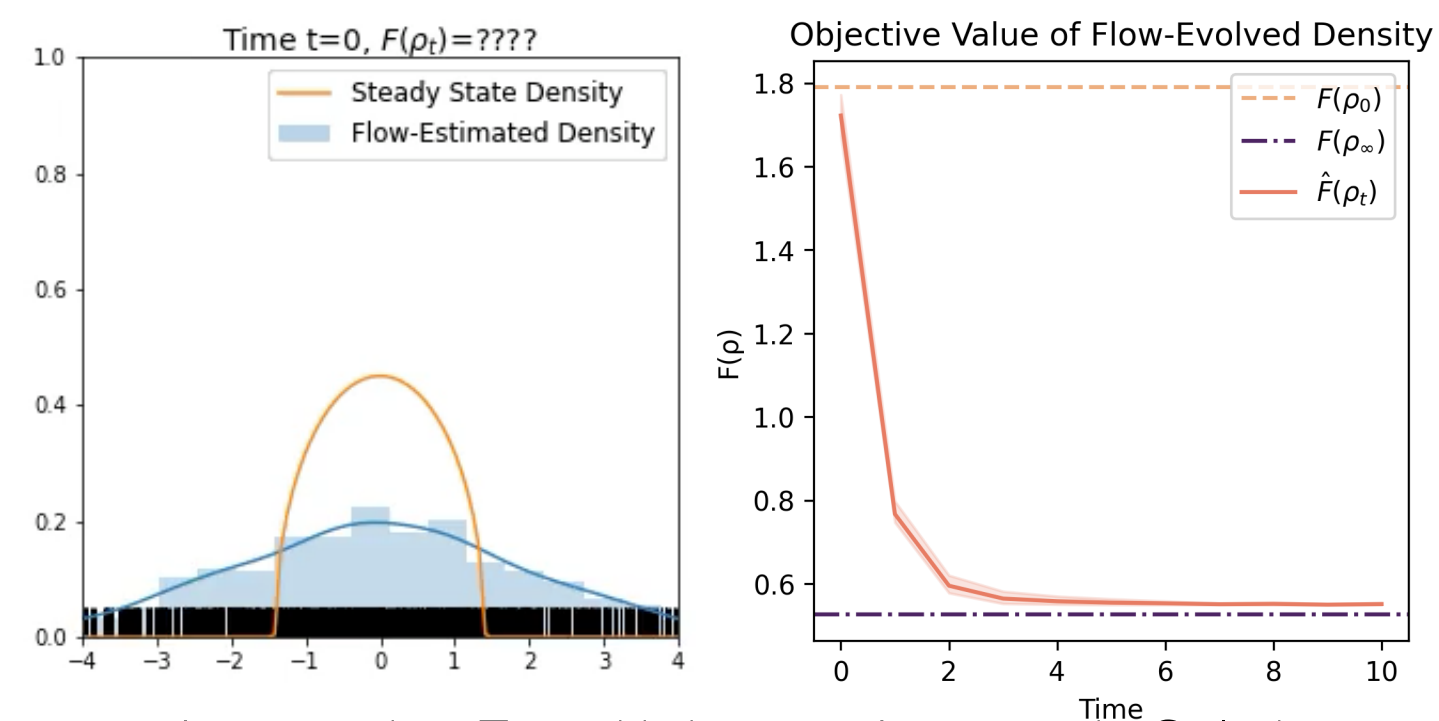 Time t=0, F(ρₜ)=????
1.0
0.8
0.6
0.4
0.2
0.0
−4 −3 −2 −1 0 1 2 3 4
Steady State Density
Flow-Estimated Density
Objective Value of Flow-Evolved Density
F(ρ)
1.8
1.6
1.4
1.2
1.0
0.8
0.6
0 2 4 6 8 10
Time
F(ρ₀)
F(ρ∞)
F̂(ρₜ)